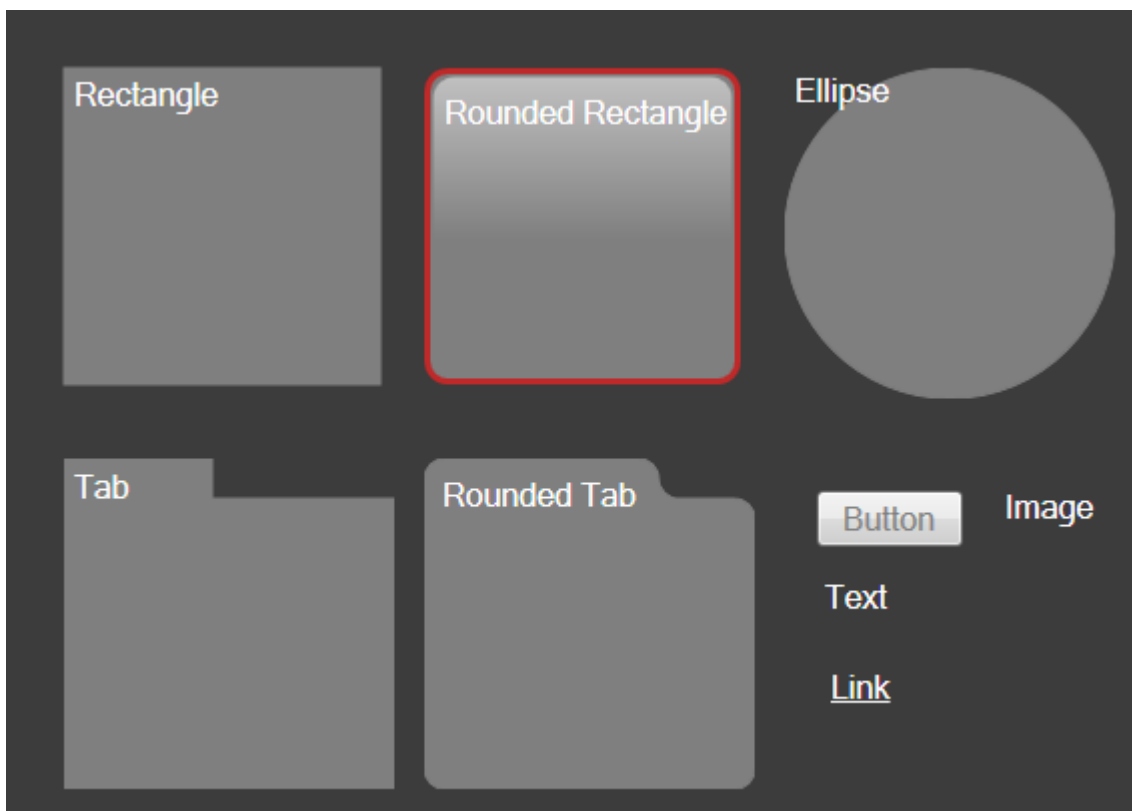 Rectangle
Rounded Rectangle
Ellipse
Tab
Rounded Tab
Button
Image
Text
Link